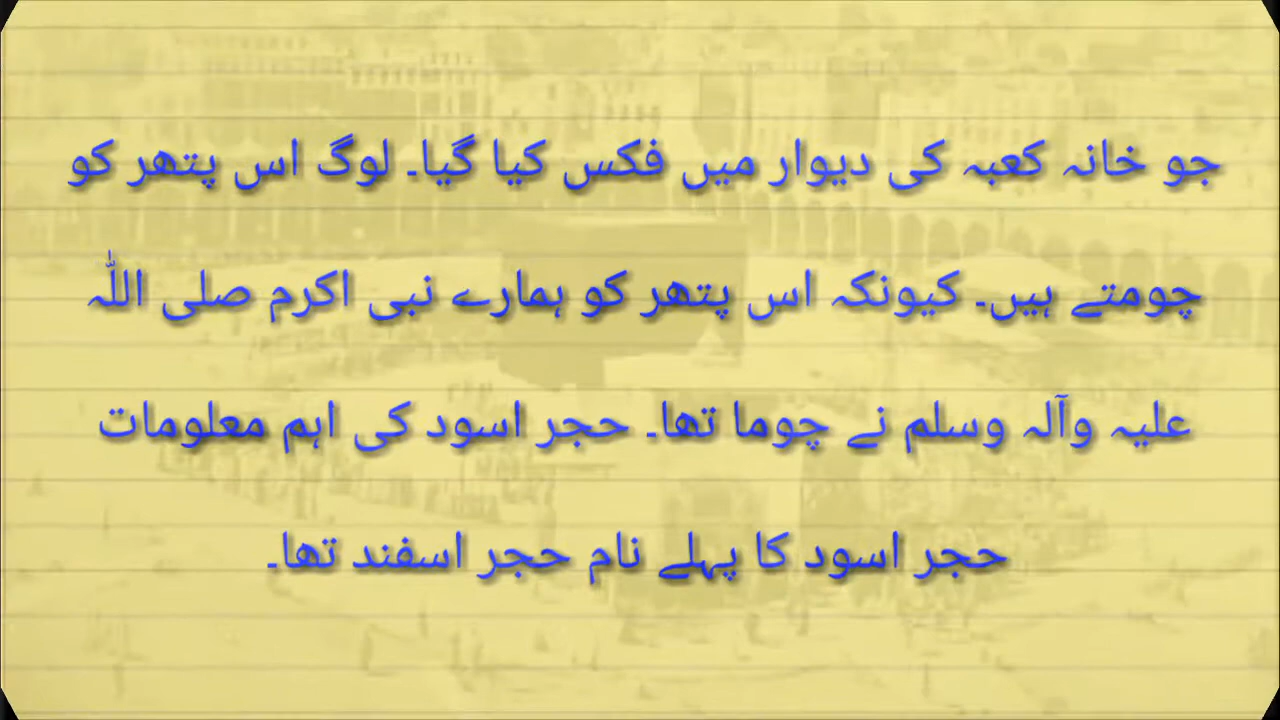 جو خانہ کعبہ کی دیوار میں فکس کیا گیا۔ لوگ اس پتھر کو
چومتے ہیں۔ کیونکہ اس پتھر کو ہمارے نبی اکرم صلی اللّٰہ
علیہ وآلہ وسلم نے چوما تھا۔ حجر اسود کی اہم معلومات
حجر اسود کا پہلے نام حجر اسفند تھا۔